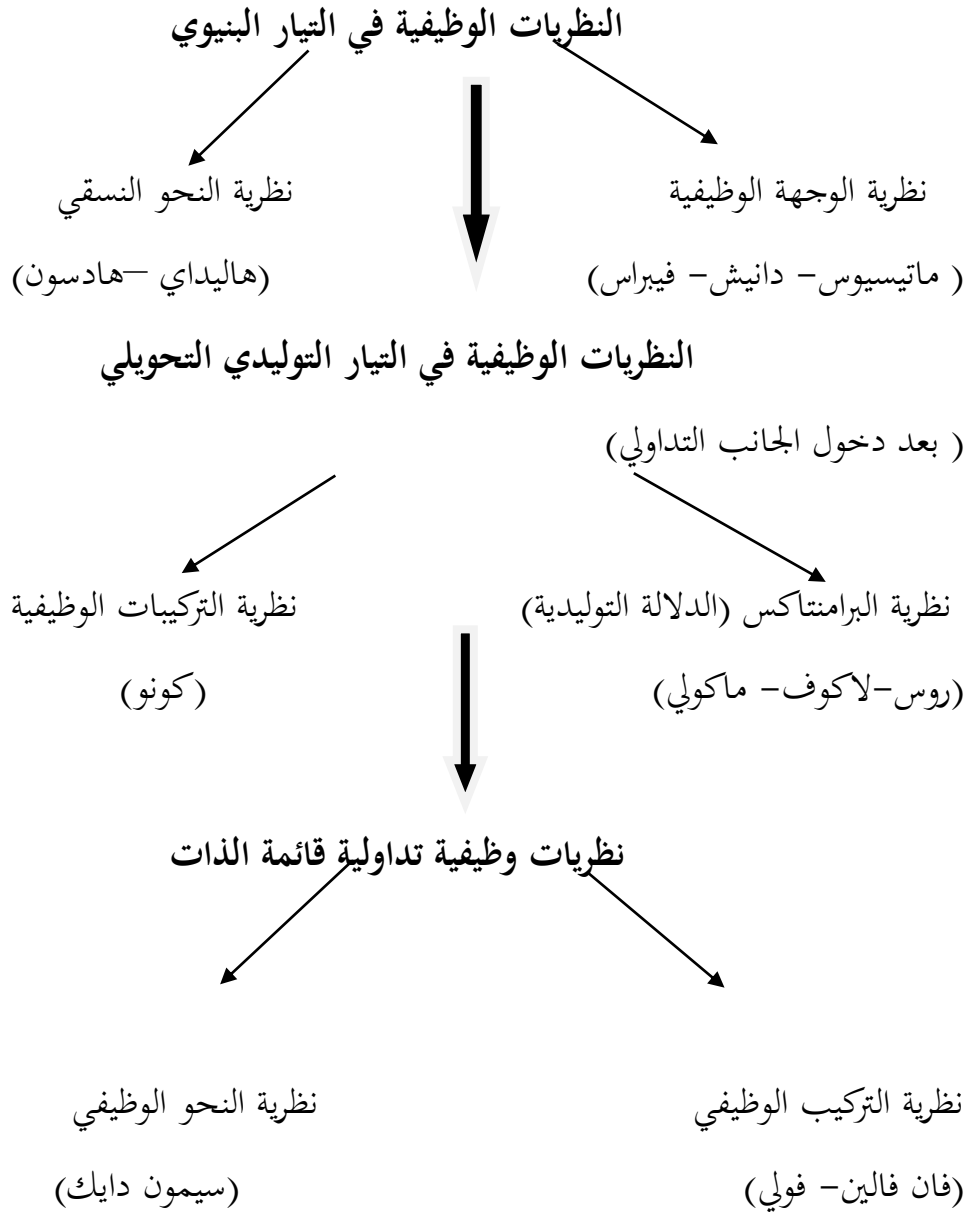 النظريات الوظيفية في التيار البنيوي
نظرية الوجهة الوظيفية نظرية النحو النسقي
( ماتيسيوس– دانيش– فيبراس) (هاليداي –هادسون)
النظريات الوظيفية في التيار التوليدي التحويلي
( بعد دخول الجانب التداولي)
نظرية البرامنتاكس (الدلالة التوليدية) نظرية التركيبات الوظيفية
(روس–لاكوف– ماكولي) (كونو)
نظريات وظيفية تداولية قائمة الذات
نظرية التركيب الوظيفي نظرية النحو الوظيفي
(فان فالين– فولي) (سيمون دايك)